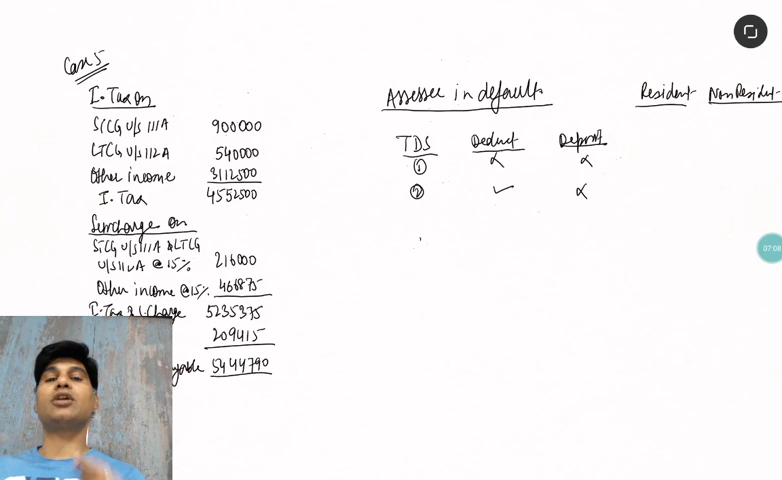 Case 5
I. Tax on
STCG U/S 111A 900000
LTCG U/S 112A 540000
Other income 3112500
I. Tax 4552500
Surcharge on
STCG U/S 111A & LTCG
U/S 112A @ 15% 216000
Other income @ 15% 466875
I. Tax & S. Charge 5235375
209415
payable 5444790
Assessee in default
Resident NonResident
TDS Deduct Deposit
① × ×
② ✓ ×
07:08